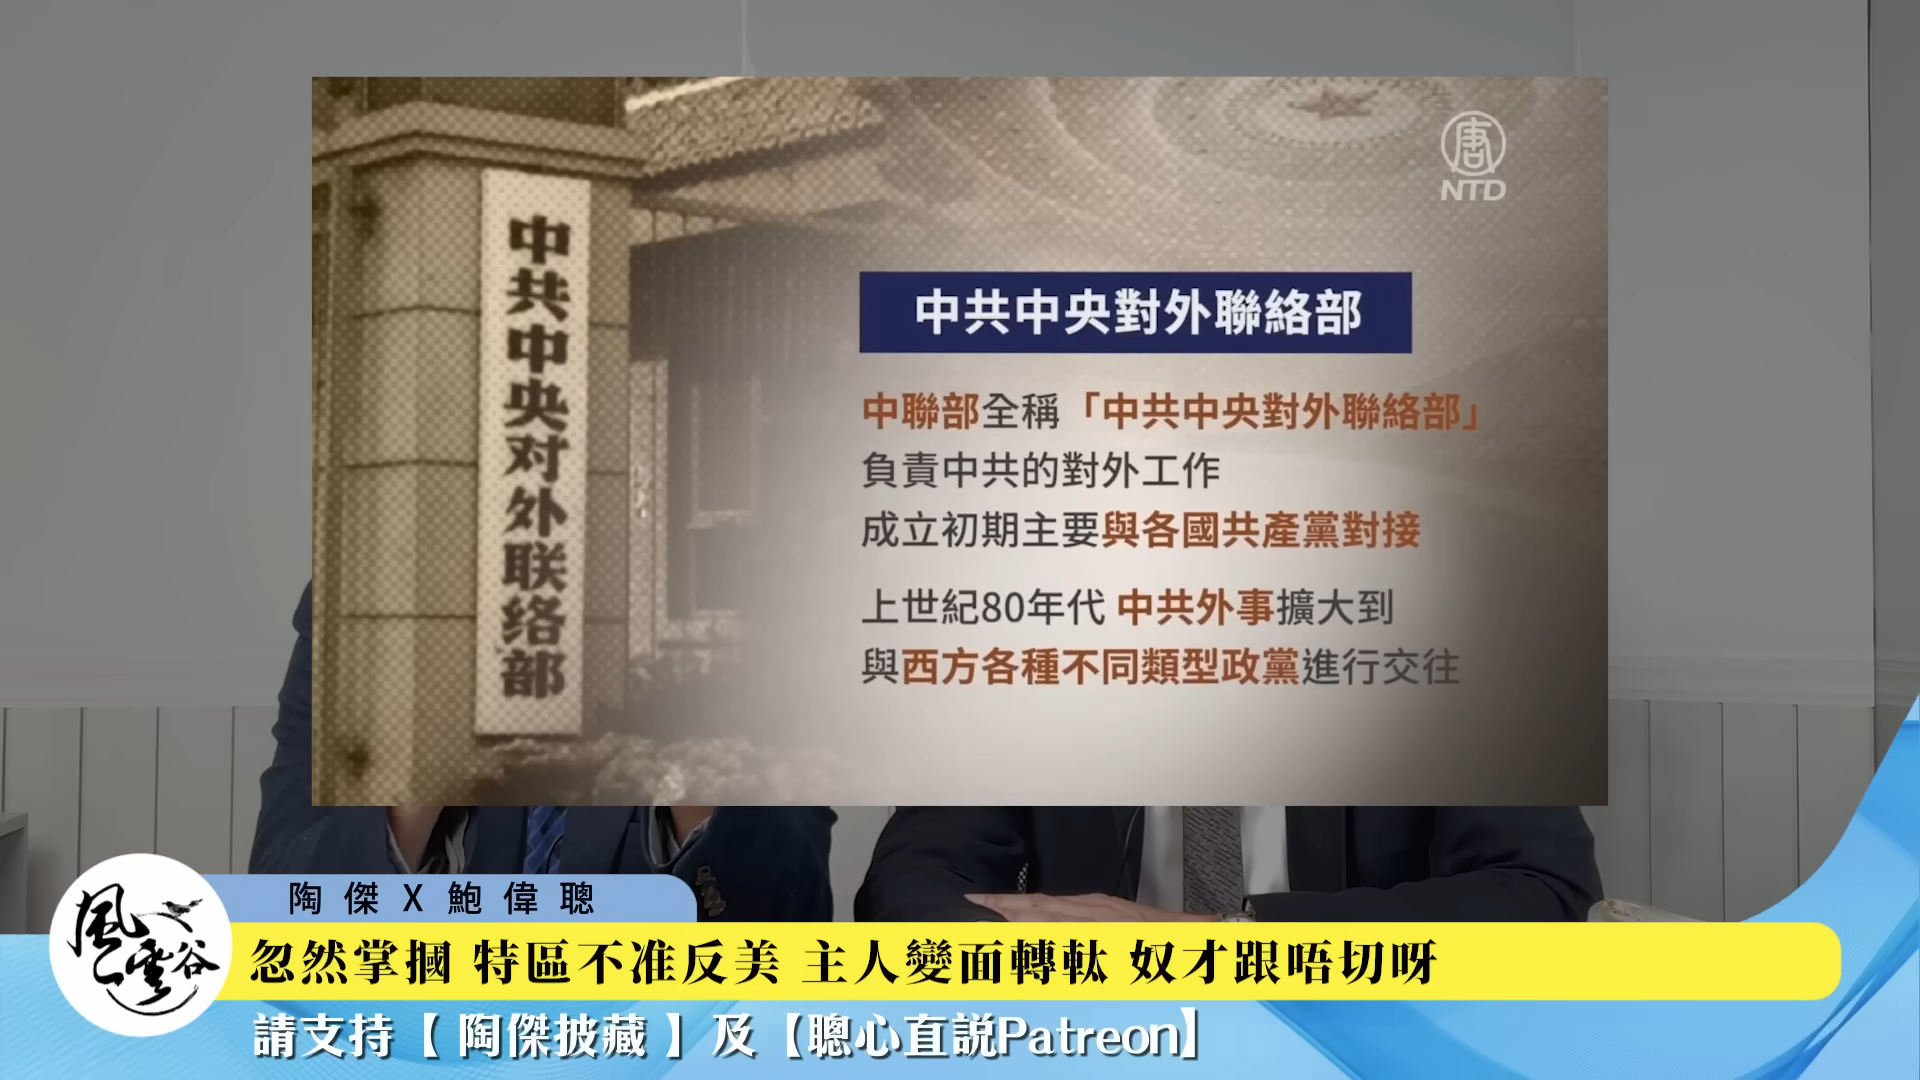 唐
NTD
中共中央对外联络部
中共中央對外聯絡部
中聯部全稱「中共中央對外聯絡部」
負責中共的對外工作
成立初期主要與各國共產黨對接
上世紀80年代 中共外事擴大到
與西方各種不同類型政黨進行交往
風雲谷
陶傑X鮑偉聰
忽然掌摑 特區不准反美 主人變面轉軚 奴才跟唔切呀
請支持【 陶傑披藏 】及【聰心直説Patreon】